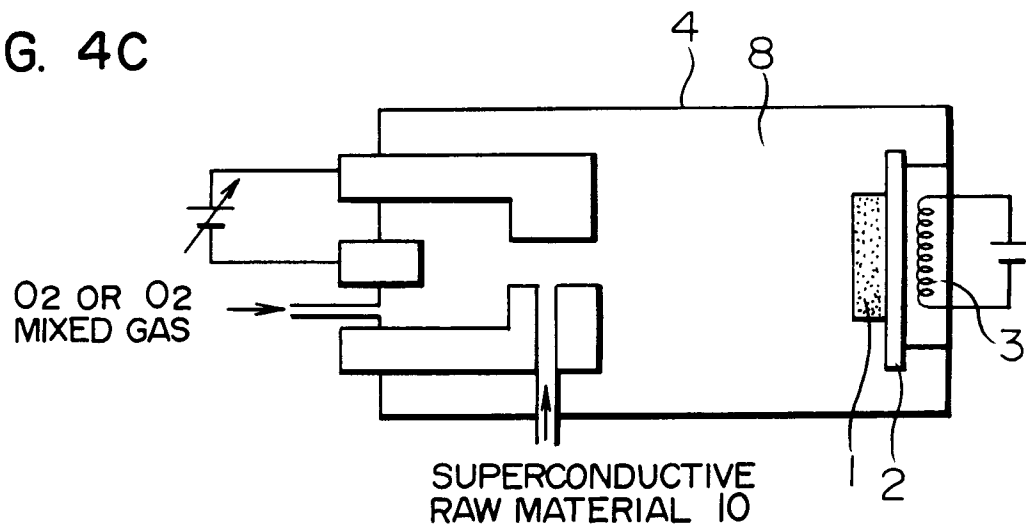 G. 4C
4
8
O2 OR O2
MIXED GAS
3
1
2
SUPERCONDUCTIVE
RAW MATERIAL 10